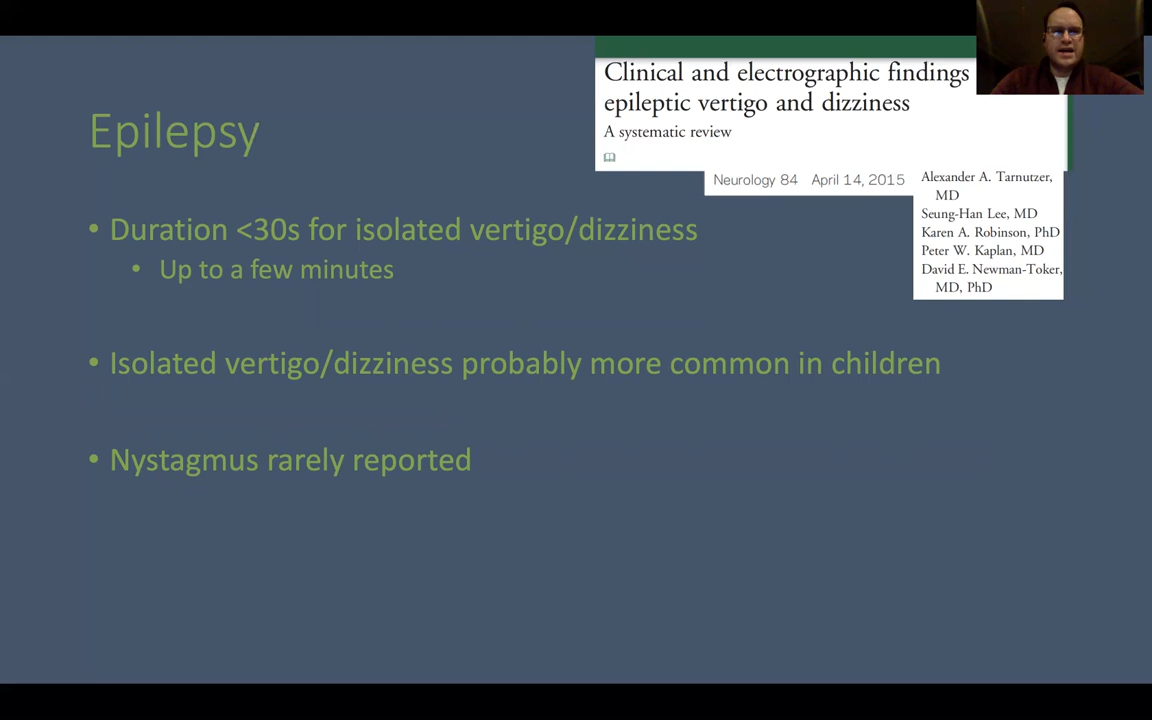 Clinical and electrographic findings
epileptic vertigo and dizziness
A systematic review
Neurology 84 April 14, 2015
Alexander A. Tarnutzer,
MD
Seung-Han Lee, MD
Karen A. Robinson, PhD
Peter W. Kaplan, MD
David E. Newman-Toker,
MD, PhD
Epilepsy
• Duration <30s for isolated vertigo/dizziness
• Up to a few minutes
• Isolated vertigo/dizziness probably more common in children
• Nystagmus rarely reported